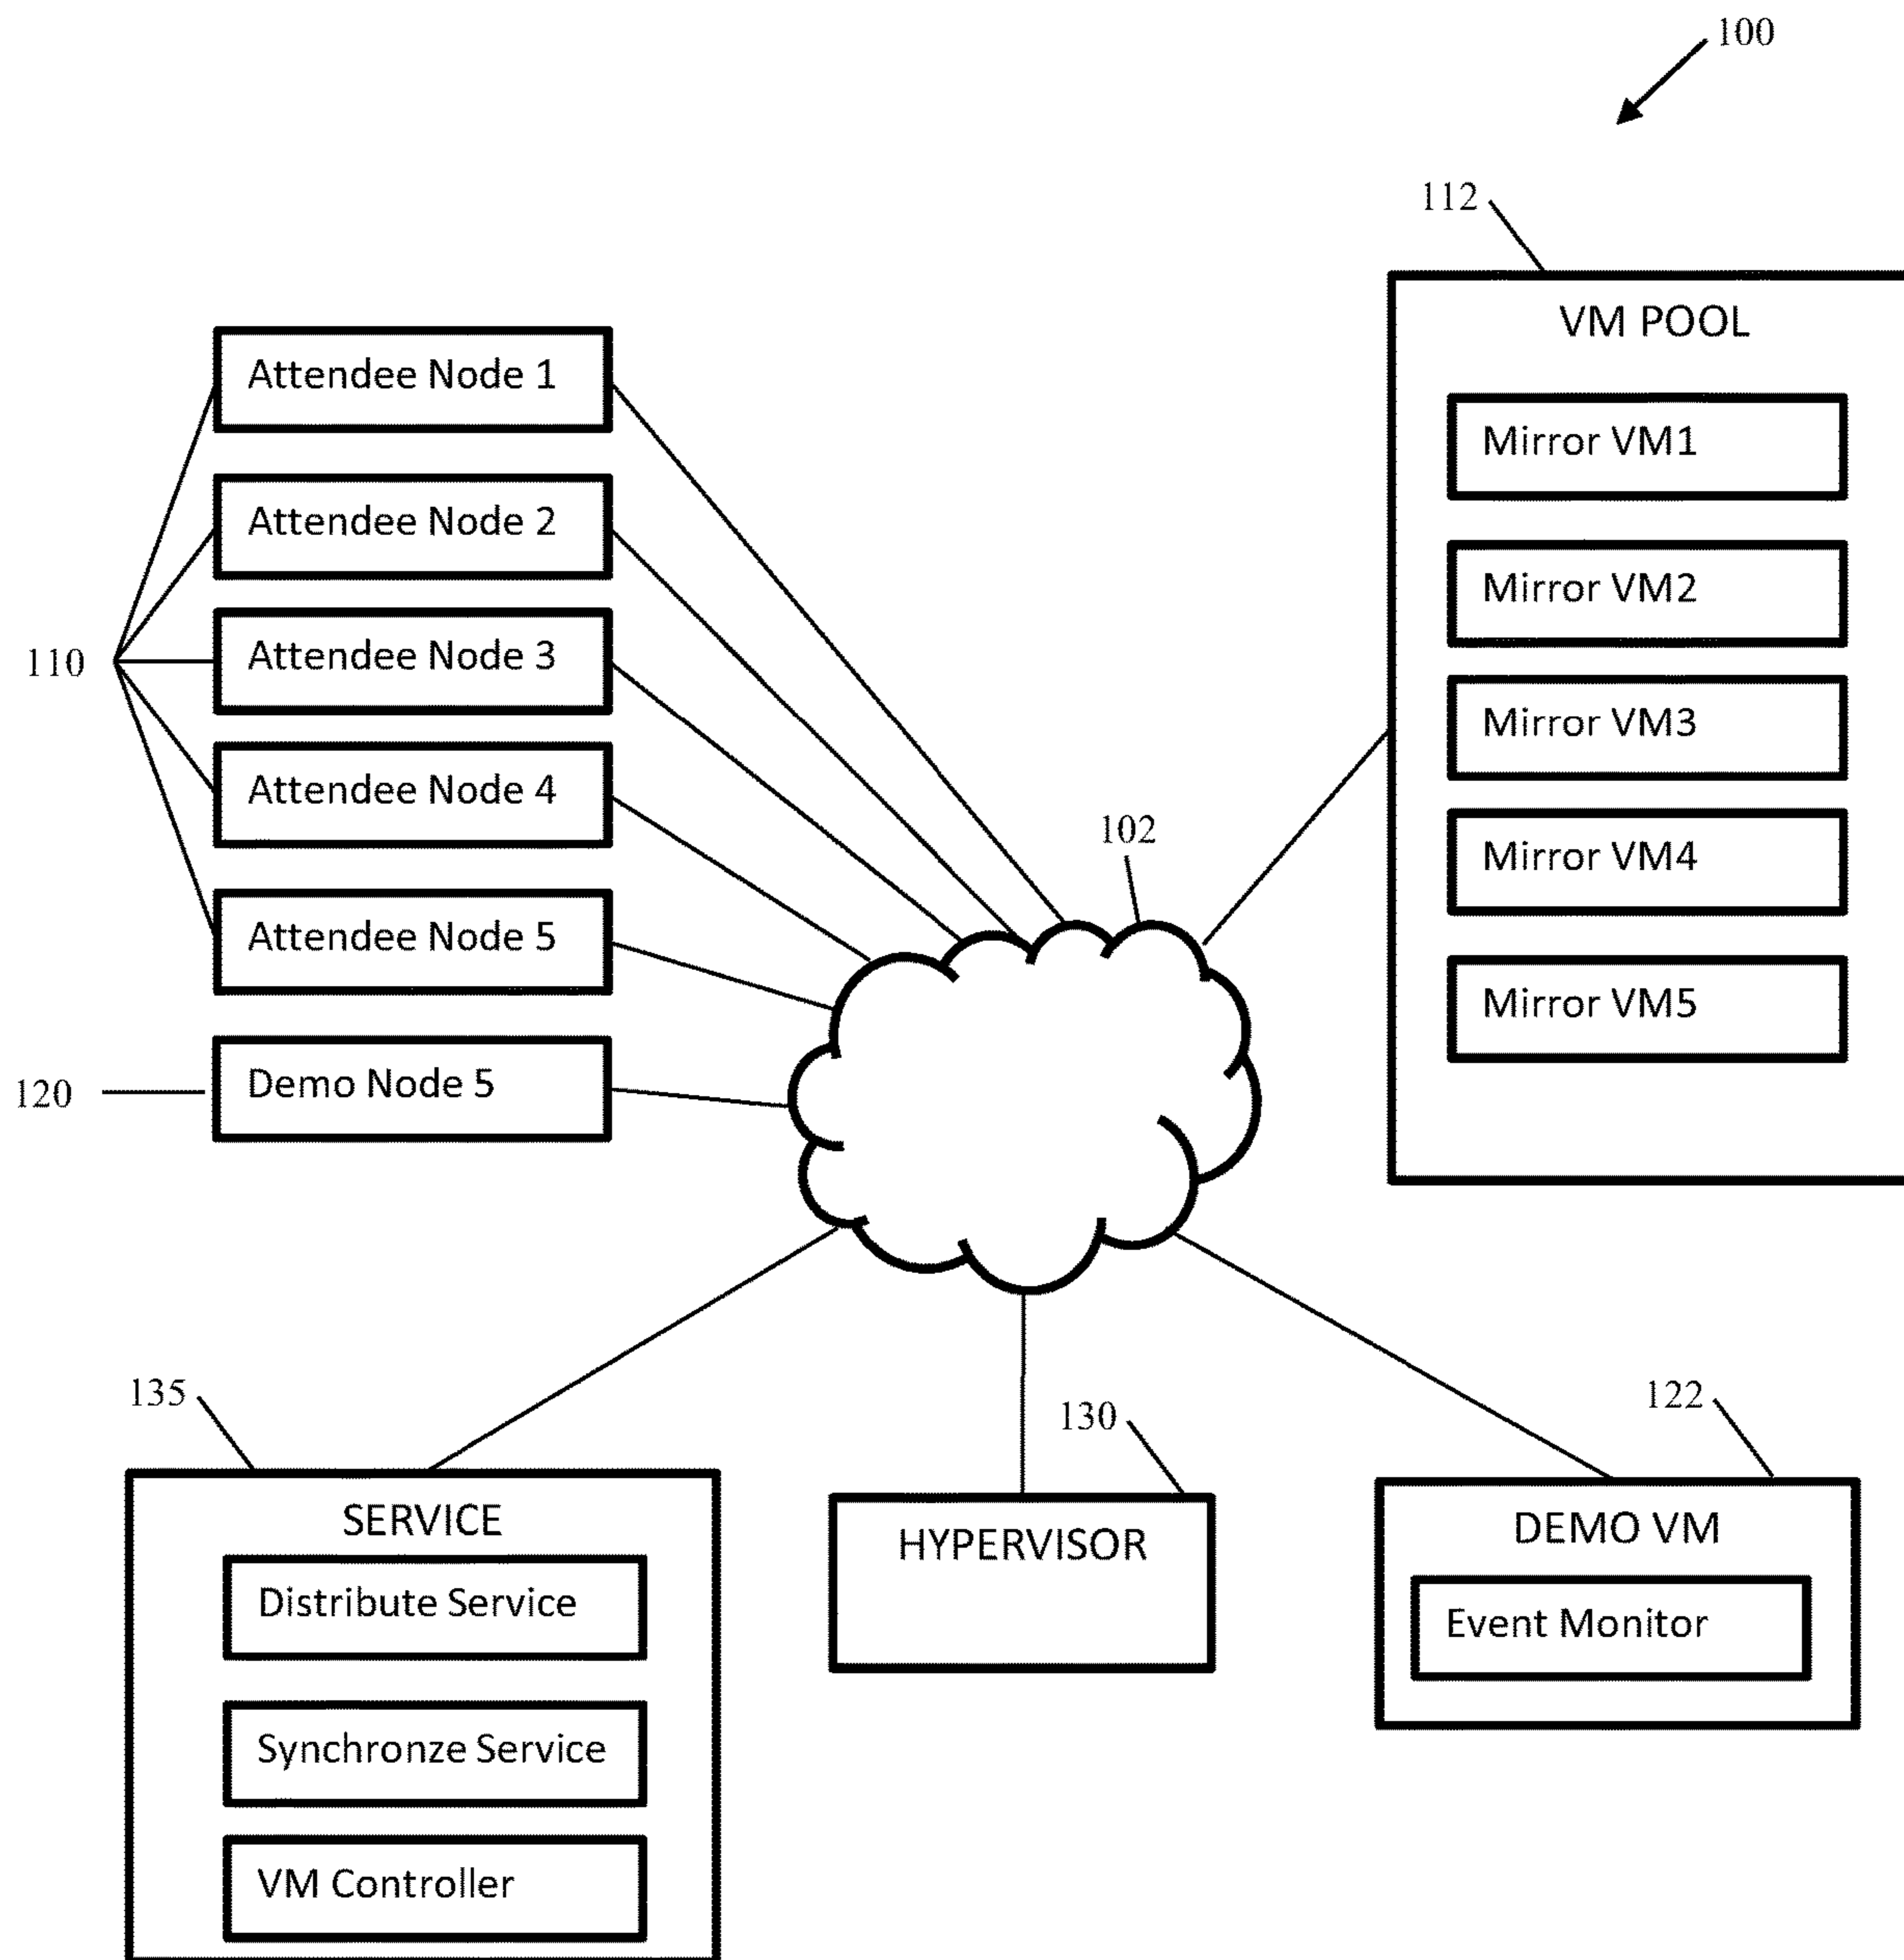 100
112
VM POOL
Mirror VM1
Mirror VM2
Mirror VM3
Mirror VM4
Mirror VM5
Attendee Node 1
Attendee Node 2
Attendee Node 3
Attendee Node 4
Attendee Node 5
110
Demo Node 5
120
102
135
SERVICE
Distribute Service
Synchronze Service
VM Controller
130
HYPERVISOR
122
DEMO VM
Event Monitor